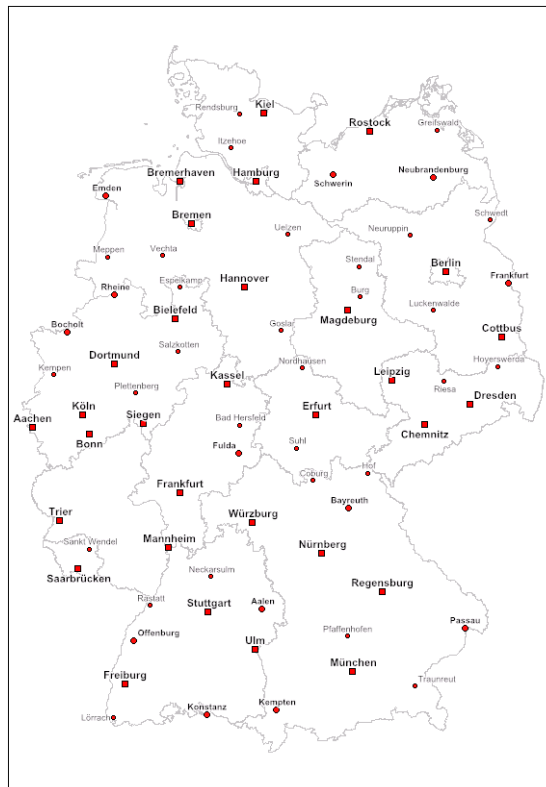 Rendsburg
Kiel
Rostock
Greifswald
Itzehoe
Bremerhaven
Hamburg
Schwerin
Neubrandenburg
Emden
Bremen
Schwedt
Uelzen
Neuruppin
Meppen
Vechta
Stendal
Berlin
Rheine
Espelkamp
Hannover
Frankfurt
Burg
Bielefeld
Magdeburg
Luckenwalde
Bocholt
Goslar
Cottbus
Salzkotten
Dortmund
Nordhausen
Hoyerswerda
Kempen
Kassel
Leipzig
Riesa
Plettenberg
Dresden
Köln
Siegen
Erfurt
Aachen
Bad Hersfeld
Chemnitz
Bonn
Fulda
Suhl
Coburg
Hof
Frankfurt
Bayreuth
Trier
Würzburg
Sankt Wendel
Mannheim
Nürnberg
Saarbrücken
Neckarsulm
Regensburg
Rastatt
Stuttgart
Aalen
Passau
Offenburg
Pfaffenhofen
Ulm
München
Freiburg
Traunreut
Konstanz
Kempten
Lörrach